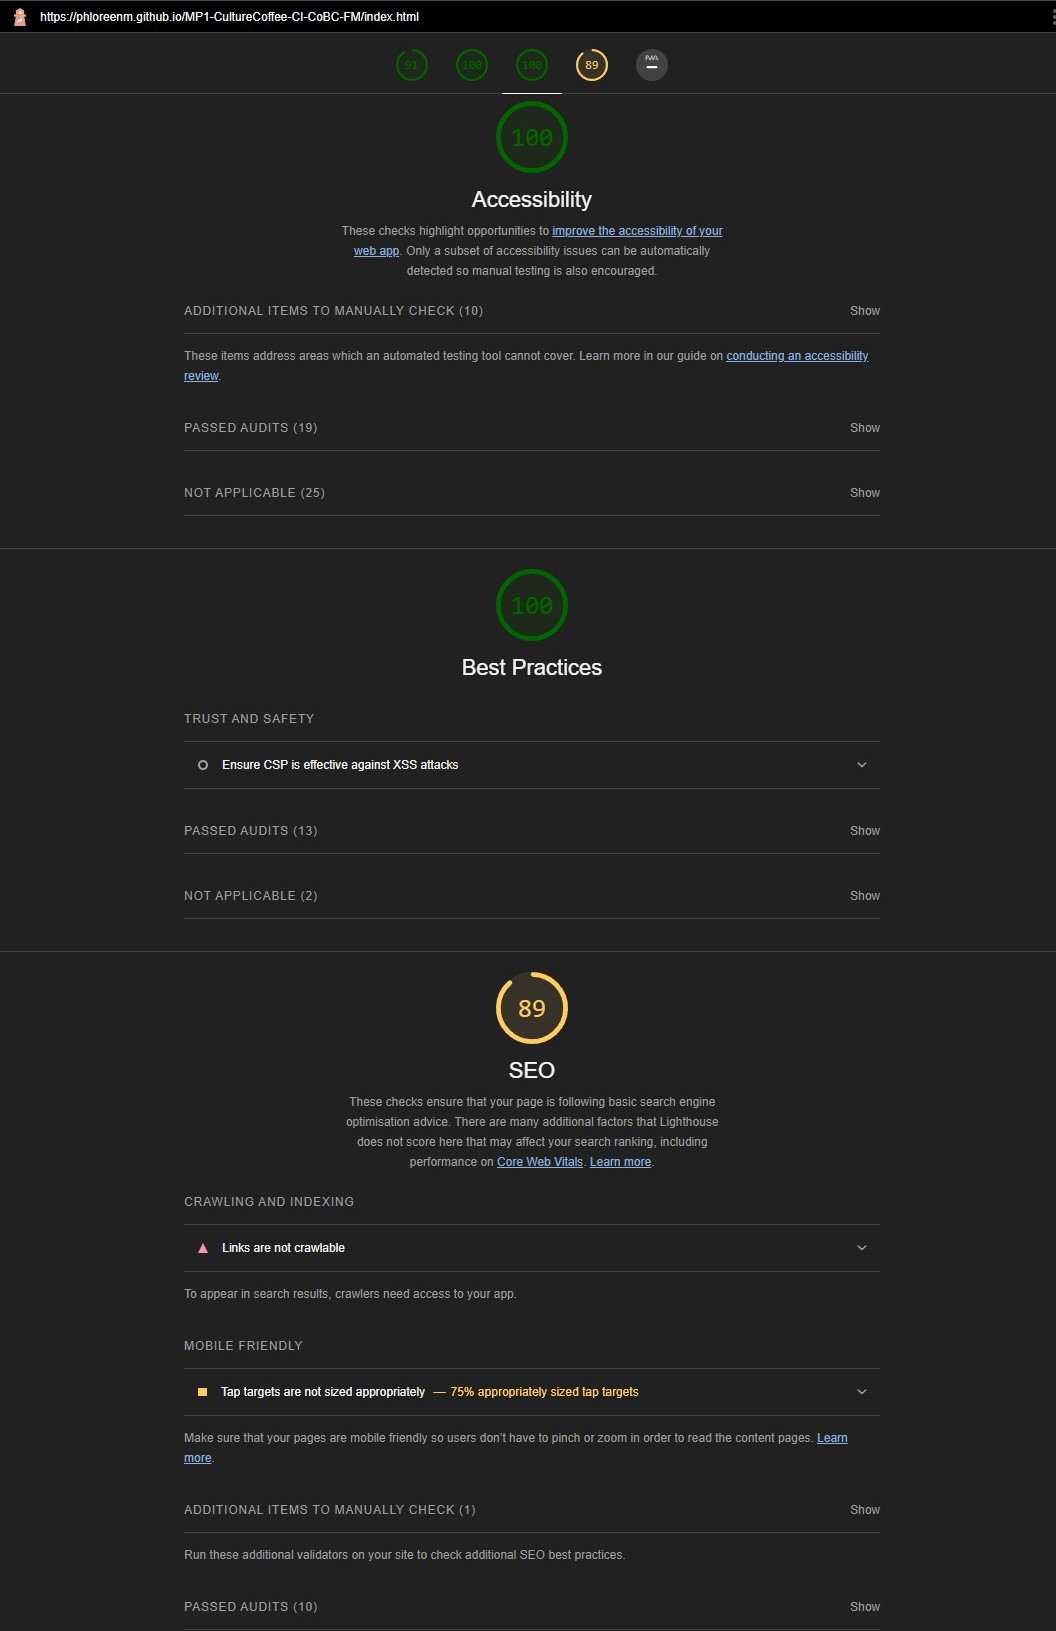 https://phloreenm.github.io/MP1-CultureCoffee-CI-CoBC-FM/index.html
91 100 100 89 PWA
100
Accessibility
These checks highlight opportunities to improve the accessibility of your
web app. Only a subset of accessibility issues can be automatically
detected so manual testing is also encouraged.
ADDITIONAL ITEMS TO MANUALLY CHECK (10) Show
These items address areas which an automated testing tool cannot cover. Learn more in our guide on conducting an accessibility
review.
PASSED AUDITS (19) Show
NOT APPLICABLE (25) Show
100
Best Practices
TRUST AND SAFETY
Ensure CSP is effective against XSS attacks
PASSED AUDITS (13) Show
NOT APPLICABLE (2) Show
89
SEO
These checks ensure that your page is following basic search engine
optimisation advice. There are many additional factors that Lighthouse
does not score here that may affect your search ranking, including
performance on Core Web Vitals. Learn more.
CRAWLING AND INDEXING
Links are not crawlable
To appear in search results, crawlers need access to your app.
MOBILE FRIENDLY
Tap targets are not sized appropriately — 75% appropriately sized tap targets
Make sure that your pages are mobile friendly so users don't have to pinch or zoom in order to read the content pages. Learn
more.
ADDITIONAL ITEMS TO MANUALLY CHECK (1) Show
Run these additional validators on your site to check additional SEO best practices.
PASSED AUDITS (10) Show